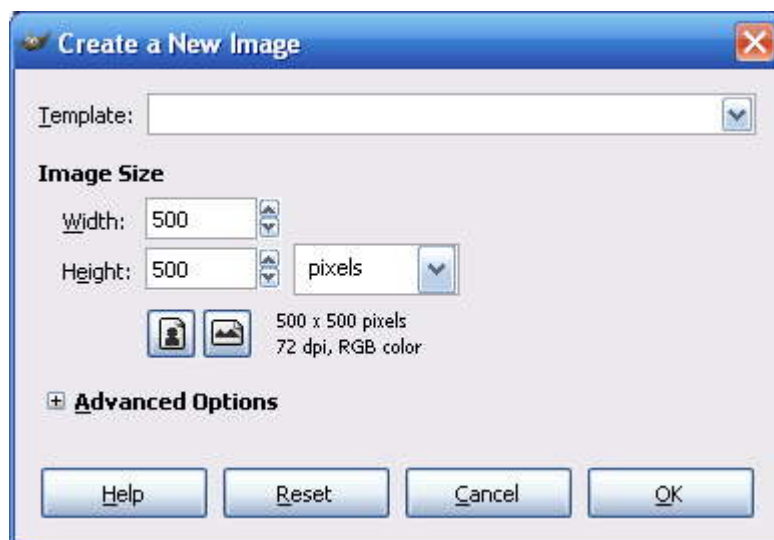 Create a New Image
Template:
Image Size
Width: 500
Height: 500 pixels
500 x 500 pixels
72 dpi, RGB color
Advanced Options
Help Reset Cancel OK